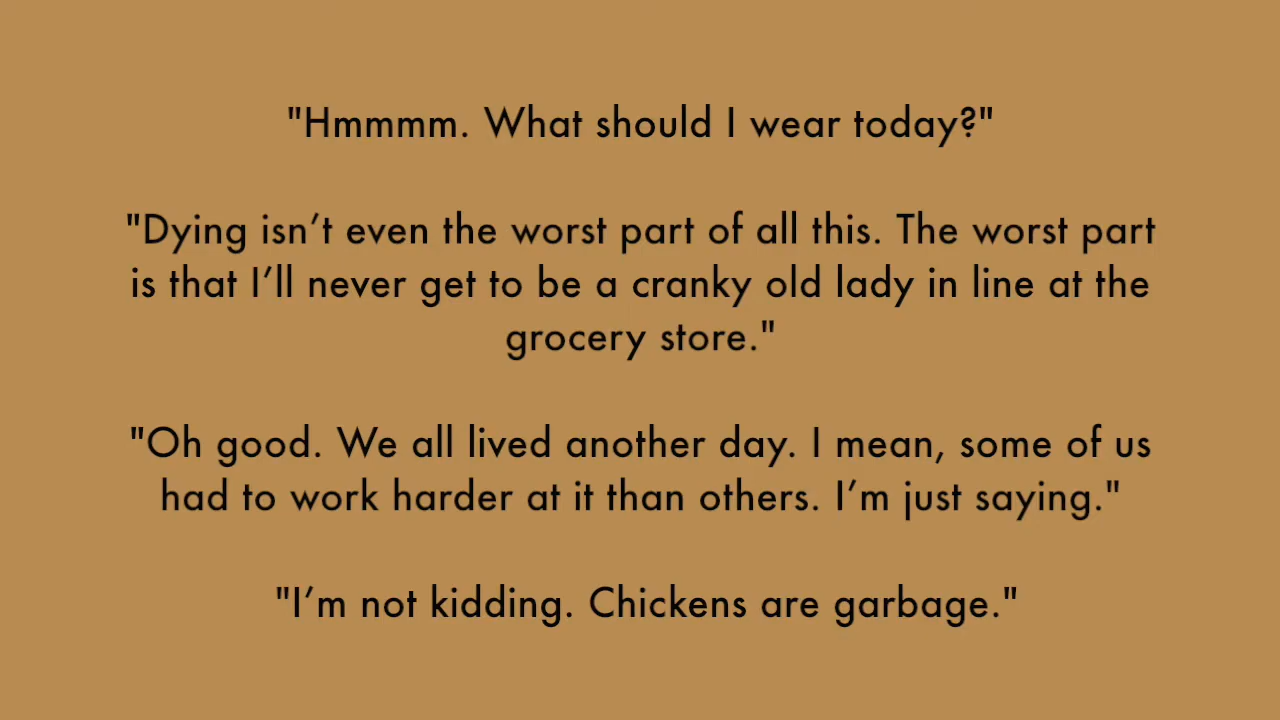 "Hmmmm. What should I wear today?"
"Dying isn’t even the worst part of all this. The worst part
is that I’ll never get to be a cranky old lady in line at the
grocery store."
"Oh good. We all lived another day. I mean, some of us
had to work harder at it than others. I’m just saying."
"I’m not kidding. Chickens are garbage."